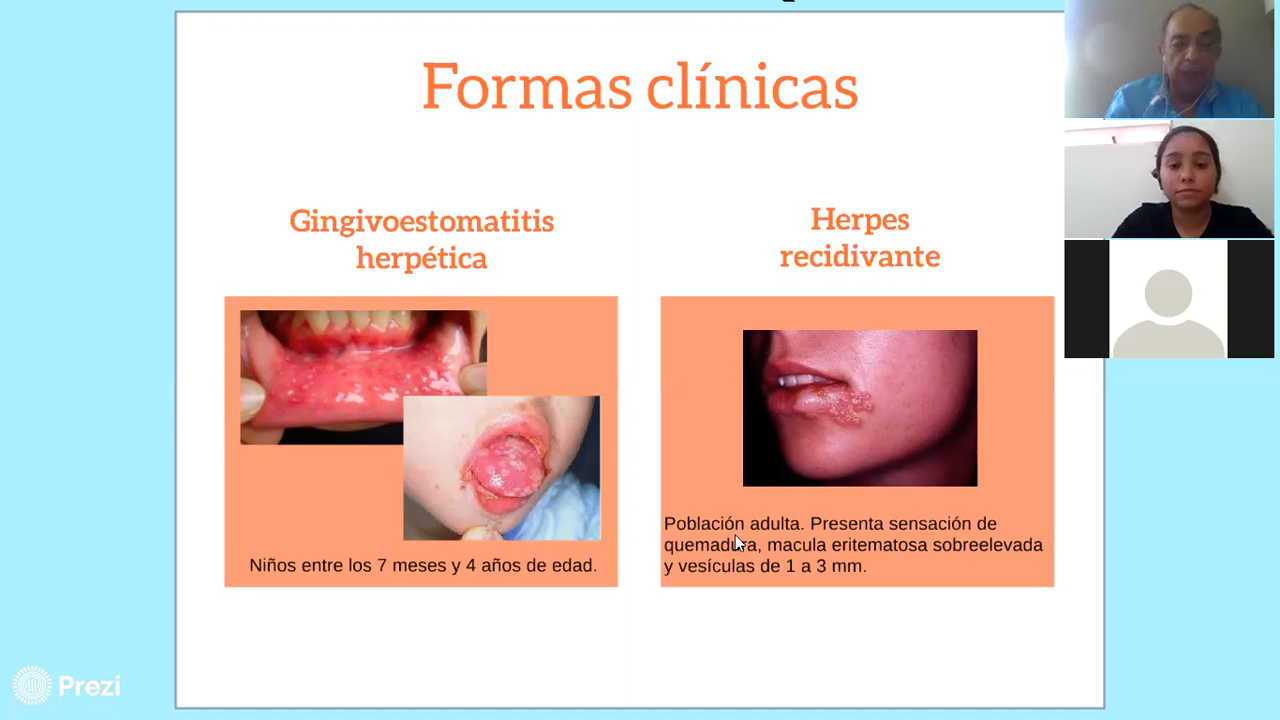 Formas clínicas
Gingivoestomatitis
herpética
Herpes
recidivante
Niños entre los 7 meses y 4 años de edad.
Población adulta. Presenta sensación de
quemadura, macula eritematosa sobreelevada
y vesículas de 1 a 3 mm.
Prezi